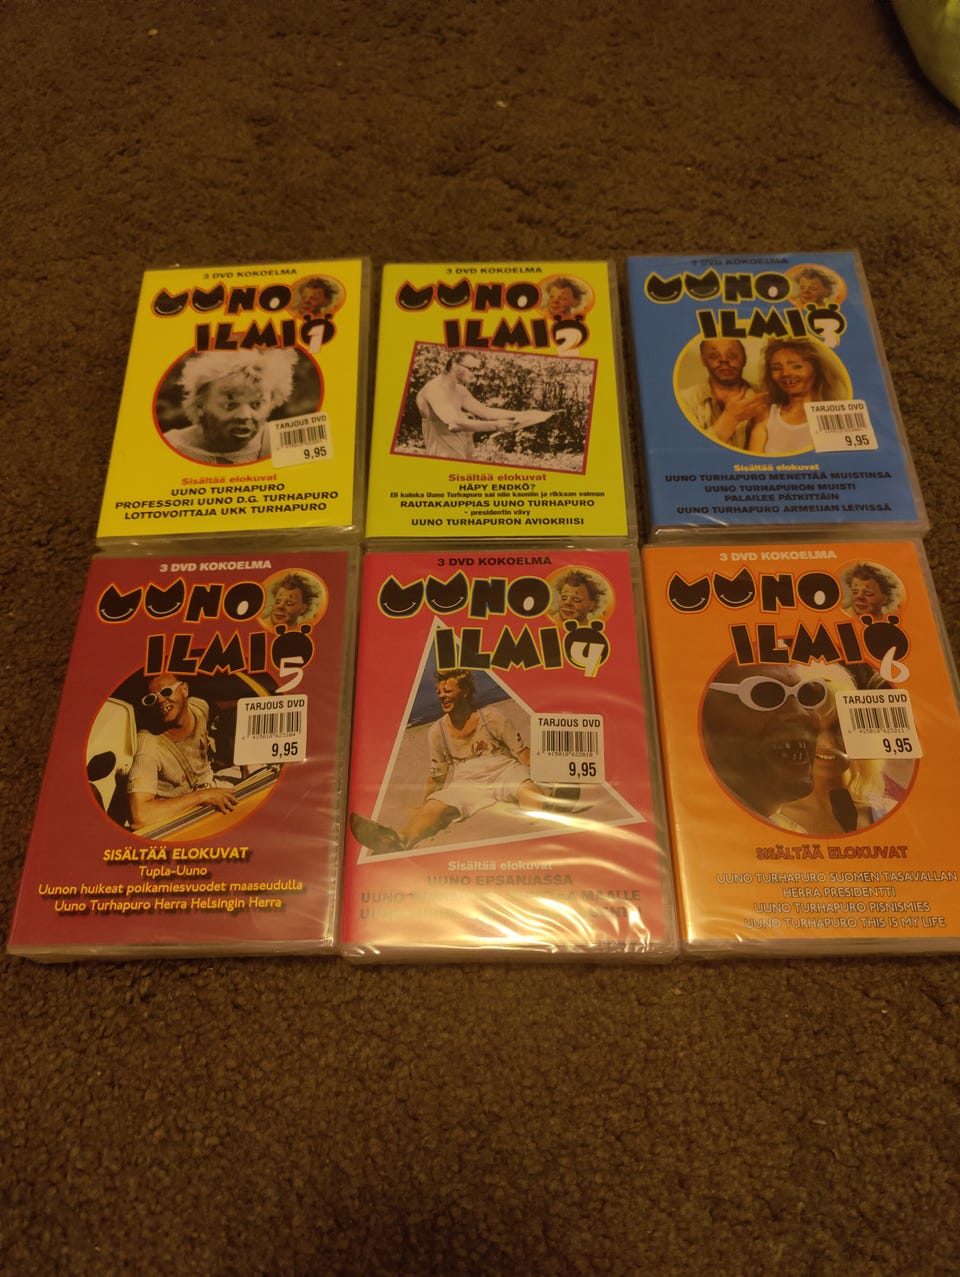 3 DVD KOKOELMA
UUNO
ILMIÖ
1
TARJOUS DVD
9,95
Sisältää elokuvat
UUNO TURHAPURO
PROFESSORI UUNO D.G. TURHAPURO
LOTTOVOITTAJA UKK TURHAPURO
3 DVD KOKOELMA
UUNO
ILMIÖ
2
Sisältää elokuvat
HÄPY ENDKÖ?
Eli kuinka Uuno Turhapuro sai niin kauniin ja rikkaan vaimon
RAUTAKAUPPIAS UUNO TURHAPURO
- presidentin vävy
UUNO TURHAPURON AVIOKRIISI
3 DVD KOKOELMA
UUNO
ILMIÖ
3
TARJOUS DVD
9,95
Sisältää elokuvat
UUNO TURHAPURO MENETTÄÄ MUISTINSA
UUNO TURHAPURON MUISTI
PALAILEE PÄTKITTÄIN
UUNO TURHAPURO ARMEIJAN LEIVISSÄ
3 DVD KOKOELMA
UUNO
ILMIÖ
5
TARJOUS DVD
9,95
SISÄLTÄÄ ELOKUVAT
Tupla-Uuno
Uunon huikeat poikamiesvuodet maaseudulla
Uuno Turhapuro Herra Helsingin Herra
3 DVD KOKOELMA
UUNO
ILMIÖ
4
TARJOUS DVD
9,95
Sisältää elokuvat
UUNO EPSANJASSA
UUNO MAALLE
3 DVD KOKOELMA
UUNO
ILMIÖ
6
TARJOUS DVD
9,95
SISÄLTÄÄ ELOKUVAT
UUNO TURHAPURO SUOMEN TASAVALLAN
HERRA PRESIDENTTI
UUNO TURHAPURO PISNISMIES
UUNO TURHAPURO THIS IS MY LIFE